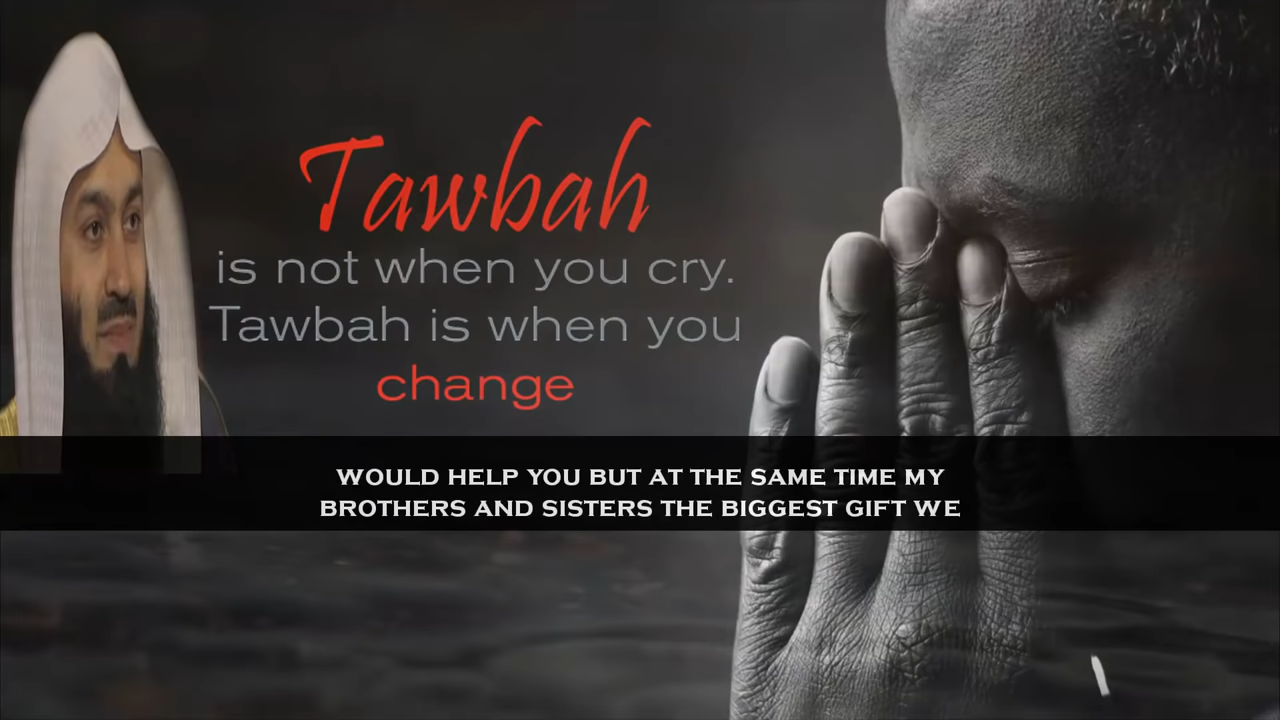 Tawbah
is not when you cry.
Tawbah is when you
change
WOULD HELP YOU BUT AT THE SAME TIME MY
BROTHERS AND SISTERS THE BIGGEST GIFT WE